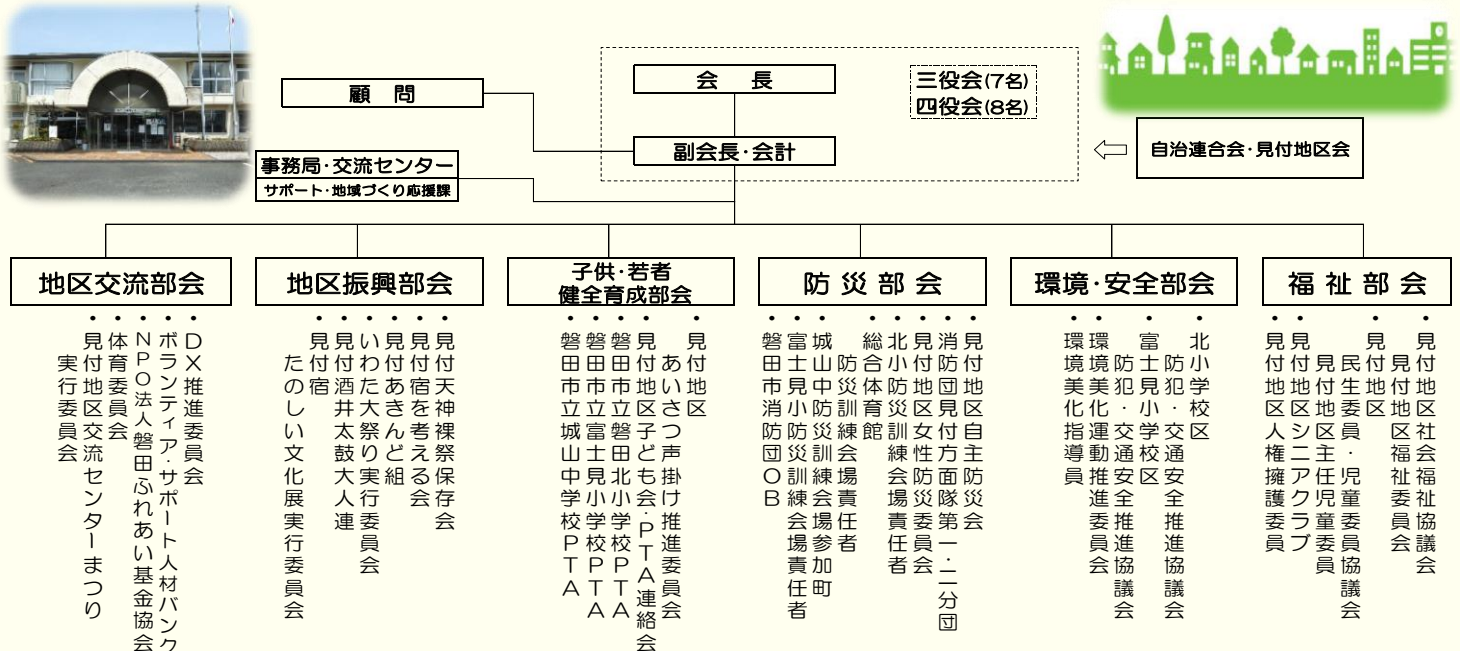 会　長
三役会(7名)
四役会(8名)
顧　問
副会長・会計
自治連合会・見付地区会
事務局・交流センター
サポート・地域づくり応援課
地区交流部会
・DX推進委員会
・ボランティア・サポート人材バンク
・NPO法人磐田ふれあい基金協会
・体育委員会
・見付地区交流センターまつり
実行委員会
地区振興部会
・見付天神裸祭保存会
・見付宿を考える会
・見付あきんど組
・いわた大祭り実行委員会
・見付酒井太鼓大人連
・見付宿
たのしい文化展実行委員会
子供・若者
健全育成部会
・見付地区
あいさつ声掛け推進委員会
・見付地区子ども会・PTA連絡会
・磐田市立磐田北小学校PTA
・磐田市立富士見小学校PTA
・磐田市立城山中学校PTA
防災部会
・見付地区自主防災会
・消防団見付方面隊第一・二分団
・見付地区女性防災委員会
・北小防災訓練会場責任者
・総合体育館
防災訓練会場責任者
・城山中防災訓練会場参加町
・富士見小防災訓練会場責任者
・磐田市消防団OB
環境・安全部会
・北小学校区
防犯・交通安全推進協議会
・富士見小学校区
防犯・交通安全推進協議会
・環境美化運動推進委員会
・環境美化指導員
福祉部会
・見付地区社会福祉協議会
見付地区福祉委員会
・見付地区
民生委員・児童委員協議会
見付地区主任児童委員
・見付地区シニアクラブ
・見付地区人権擁護委員